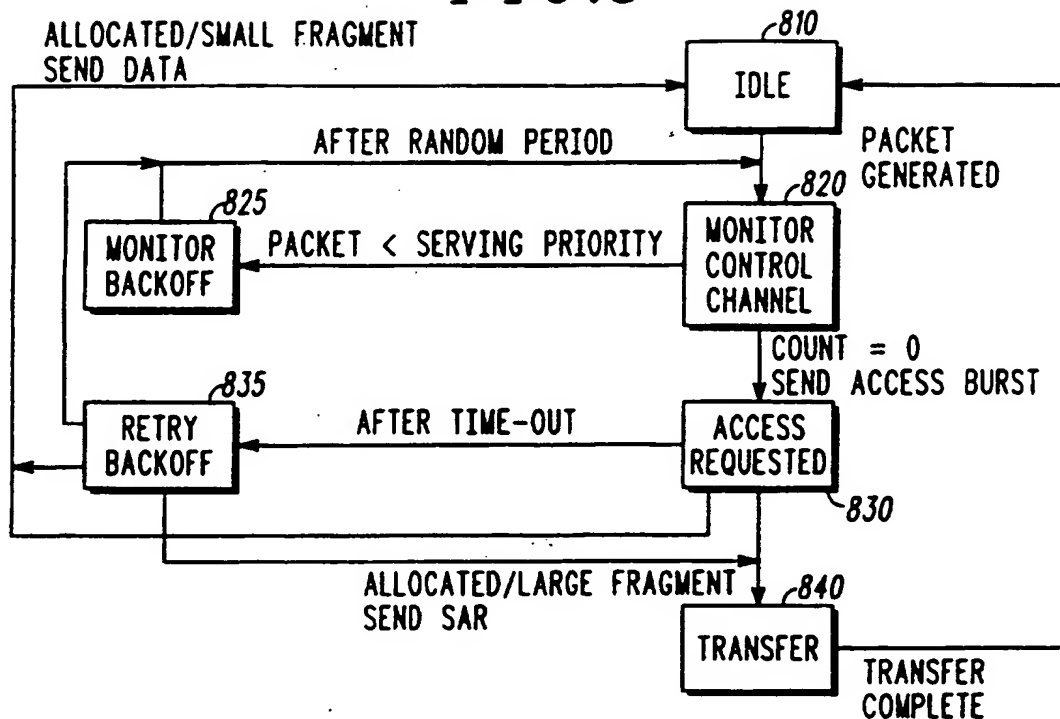 ALLOCATED/SMALL FRAGMENT
SEND DATA
810
IDLE
AFTER RANDOM PERIOD
PACKET
GENERATED
820
825
MONITOR
BACKOFF
PACKET < SERVING PRIORITY
MONITOR
CONTROL
CHANNEL
COUNT = 0
SEND ACCESS BURST
835
RETRY
BACKOFF
AFTER TIME-OUT
ACCESS
REQUESTED
830
ALLOCATED/LARGE FRAGMENT
SEND SAR
840
TRANSFER
TRANSFER
COMPLETE